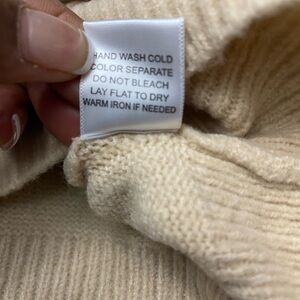 HAND WASH COLD
COLOR SEPARATE
DO NOT BLEACH
LAY FLAT TO DRY
WARM IRON IF NEEDED